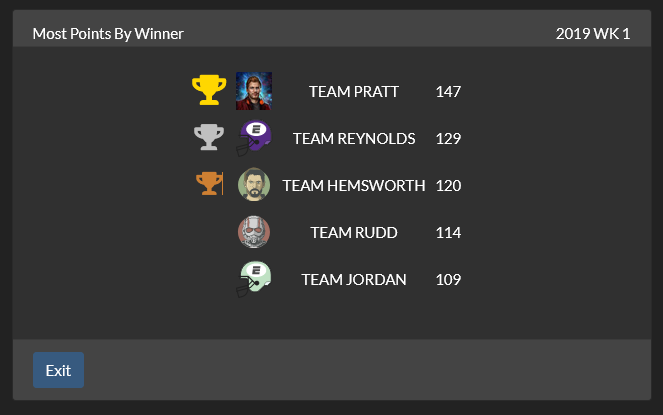 Most Points By Winner 2019 WK 1
TEAM PRATT 147
E TEAM REYNOLDS 129
TEAM HEMSWORTH 120
TEAM RUDD 114
E TEAM JORDAN 109
Exit